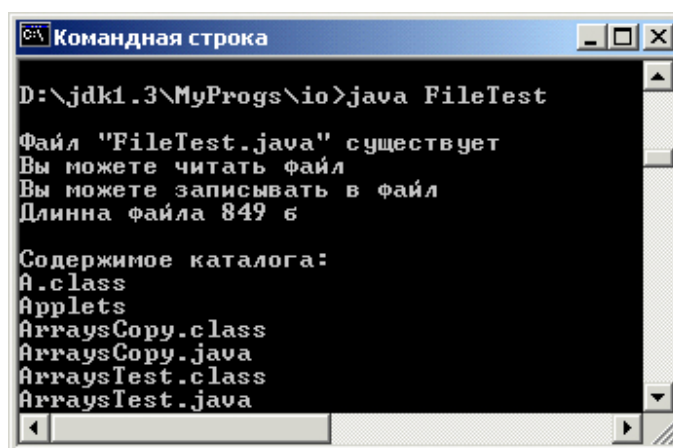 Командная строка
D:\jdk1.3\MyProgs\io>java FileTest
Файл "FileTest.java" существует
Вы можете читать файл
Вы можете записывать в файл
Длинна файла 849 б
Содержимое каталога:
A.class
Applets
ArraysCopy.class
ArraysCopy.java
ArraysTest.class
ArraysTest.java